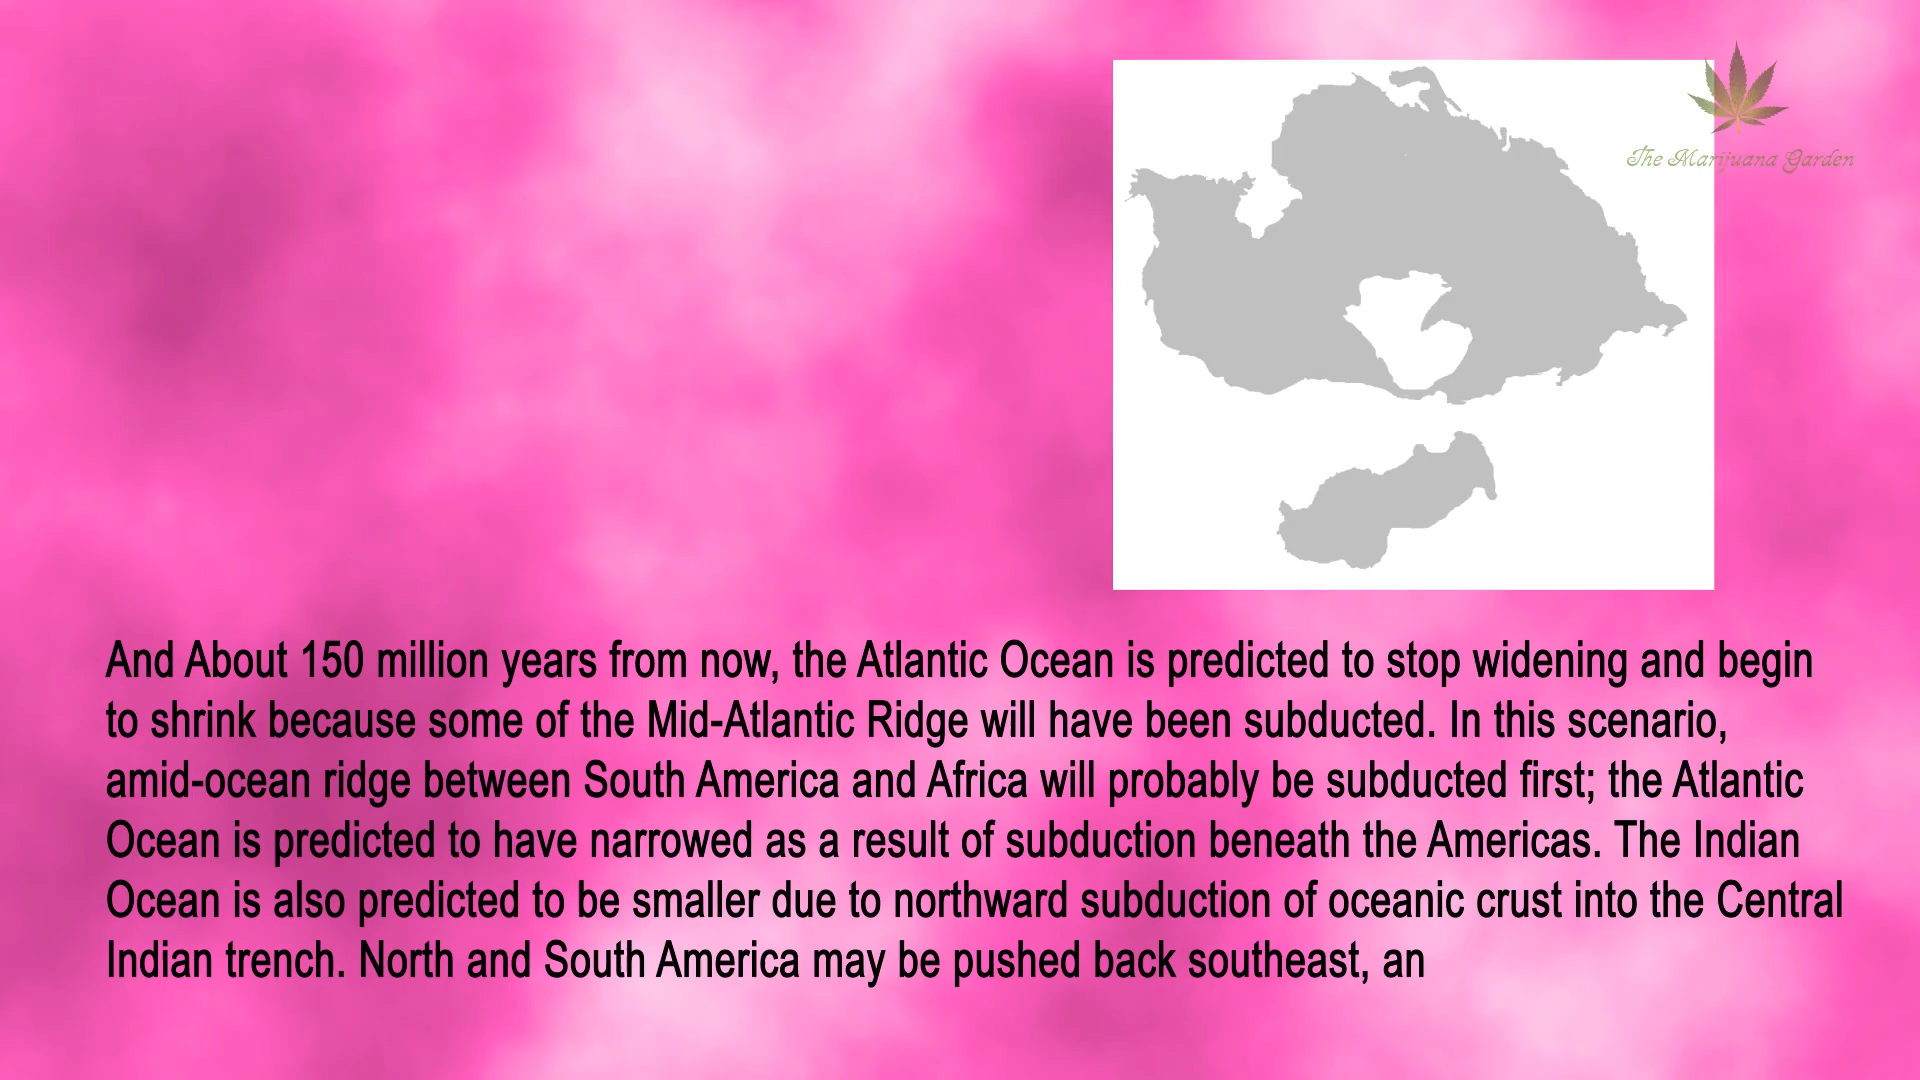 The Marijuana Garden
And About 150 million years from now, the Atlantic Ocean is predicted to stop widening and begin
to shrink because some of the Mid-Atlantic Ridge will have been subducted. In this scenario,
amid-ocean ridge between South America and Africa will probably be subducted first; the Atlantic
Ocean is predicted to have narrowed as a result of subduction beneath the Americas. The Indian
Ocean is also predicted to be smaller due to northward subduction of oceanic crust into the Central
Indian trench. North and South America may be pushed back southeast, an